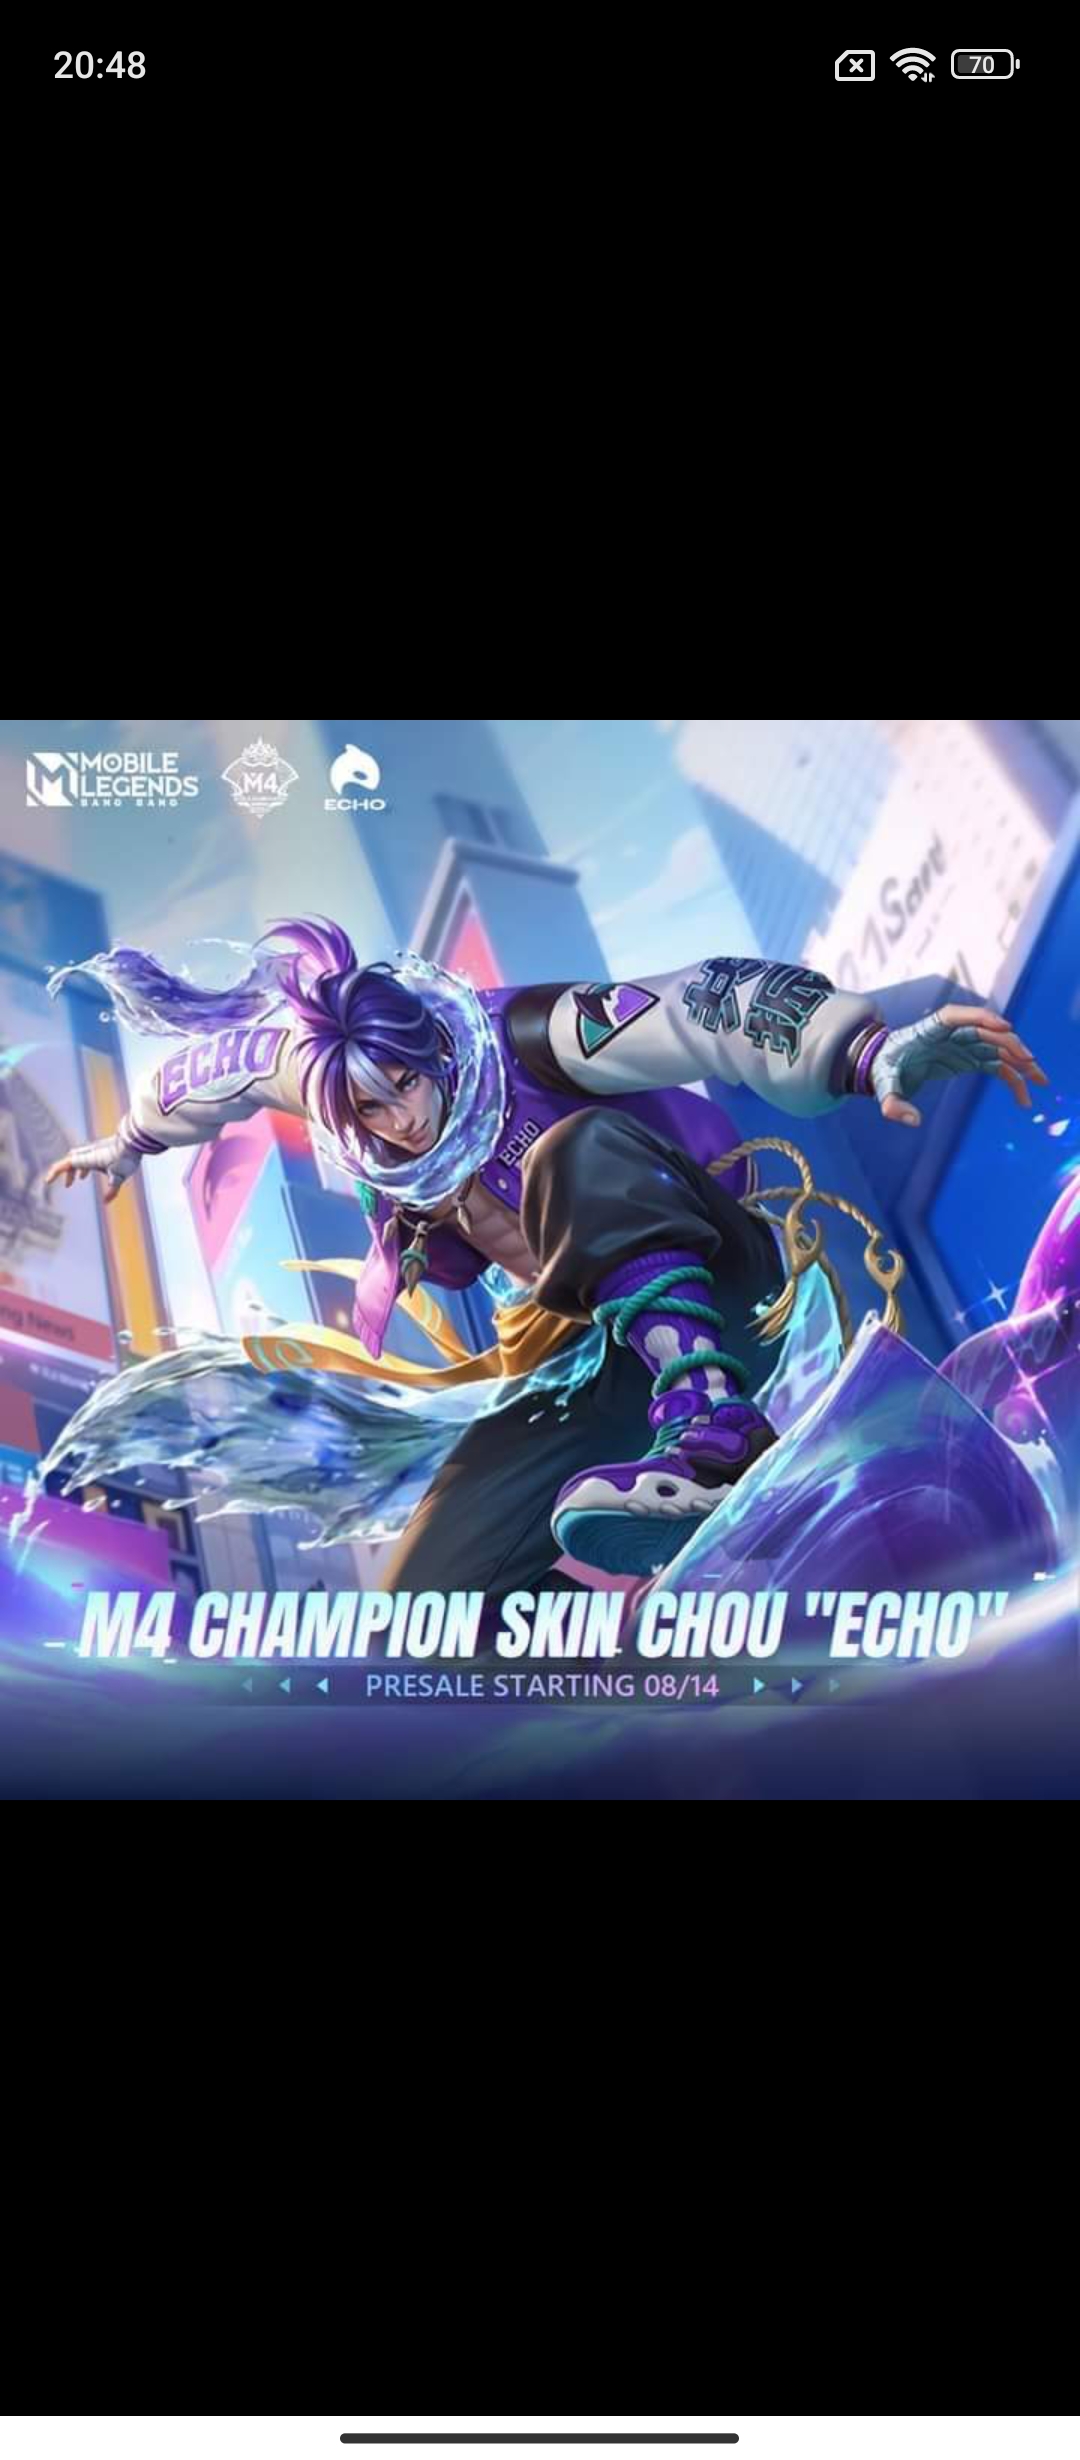 20:48
70
MOBILE
LEGENDS
BANG BANG
M4
ECHO
ECHO
ECHO
M4 CHAMPION SKIN CHOU "ECHO"
PRESALE STARTING 08/14